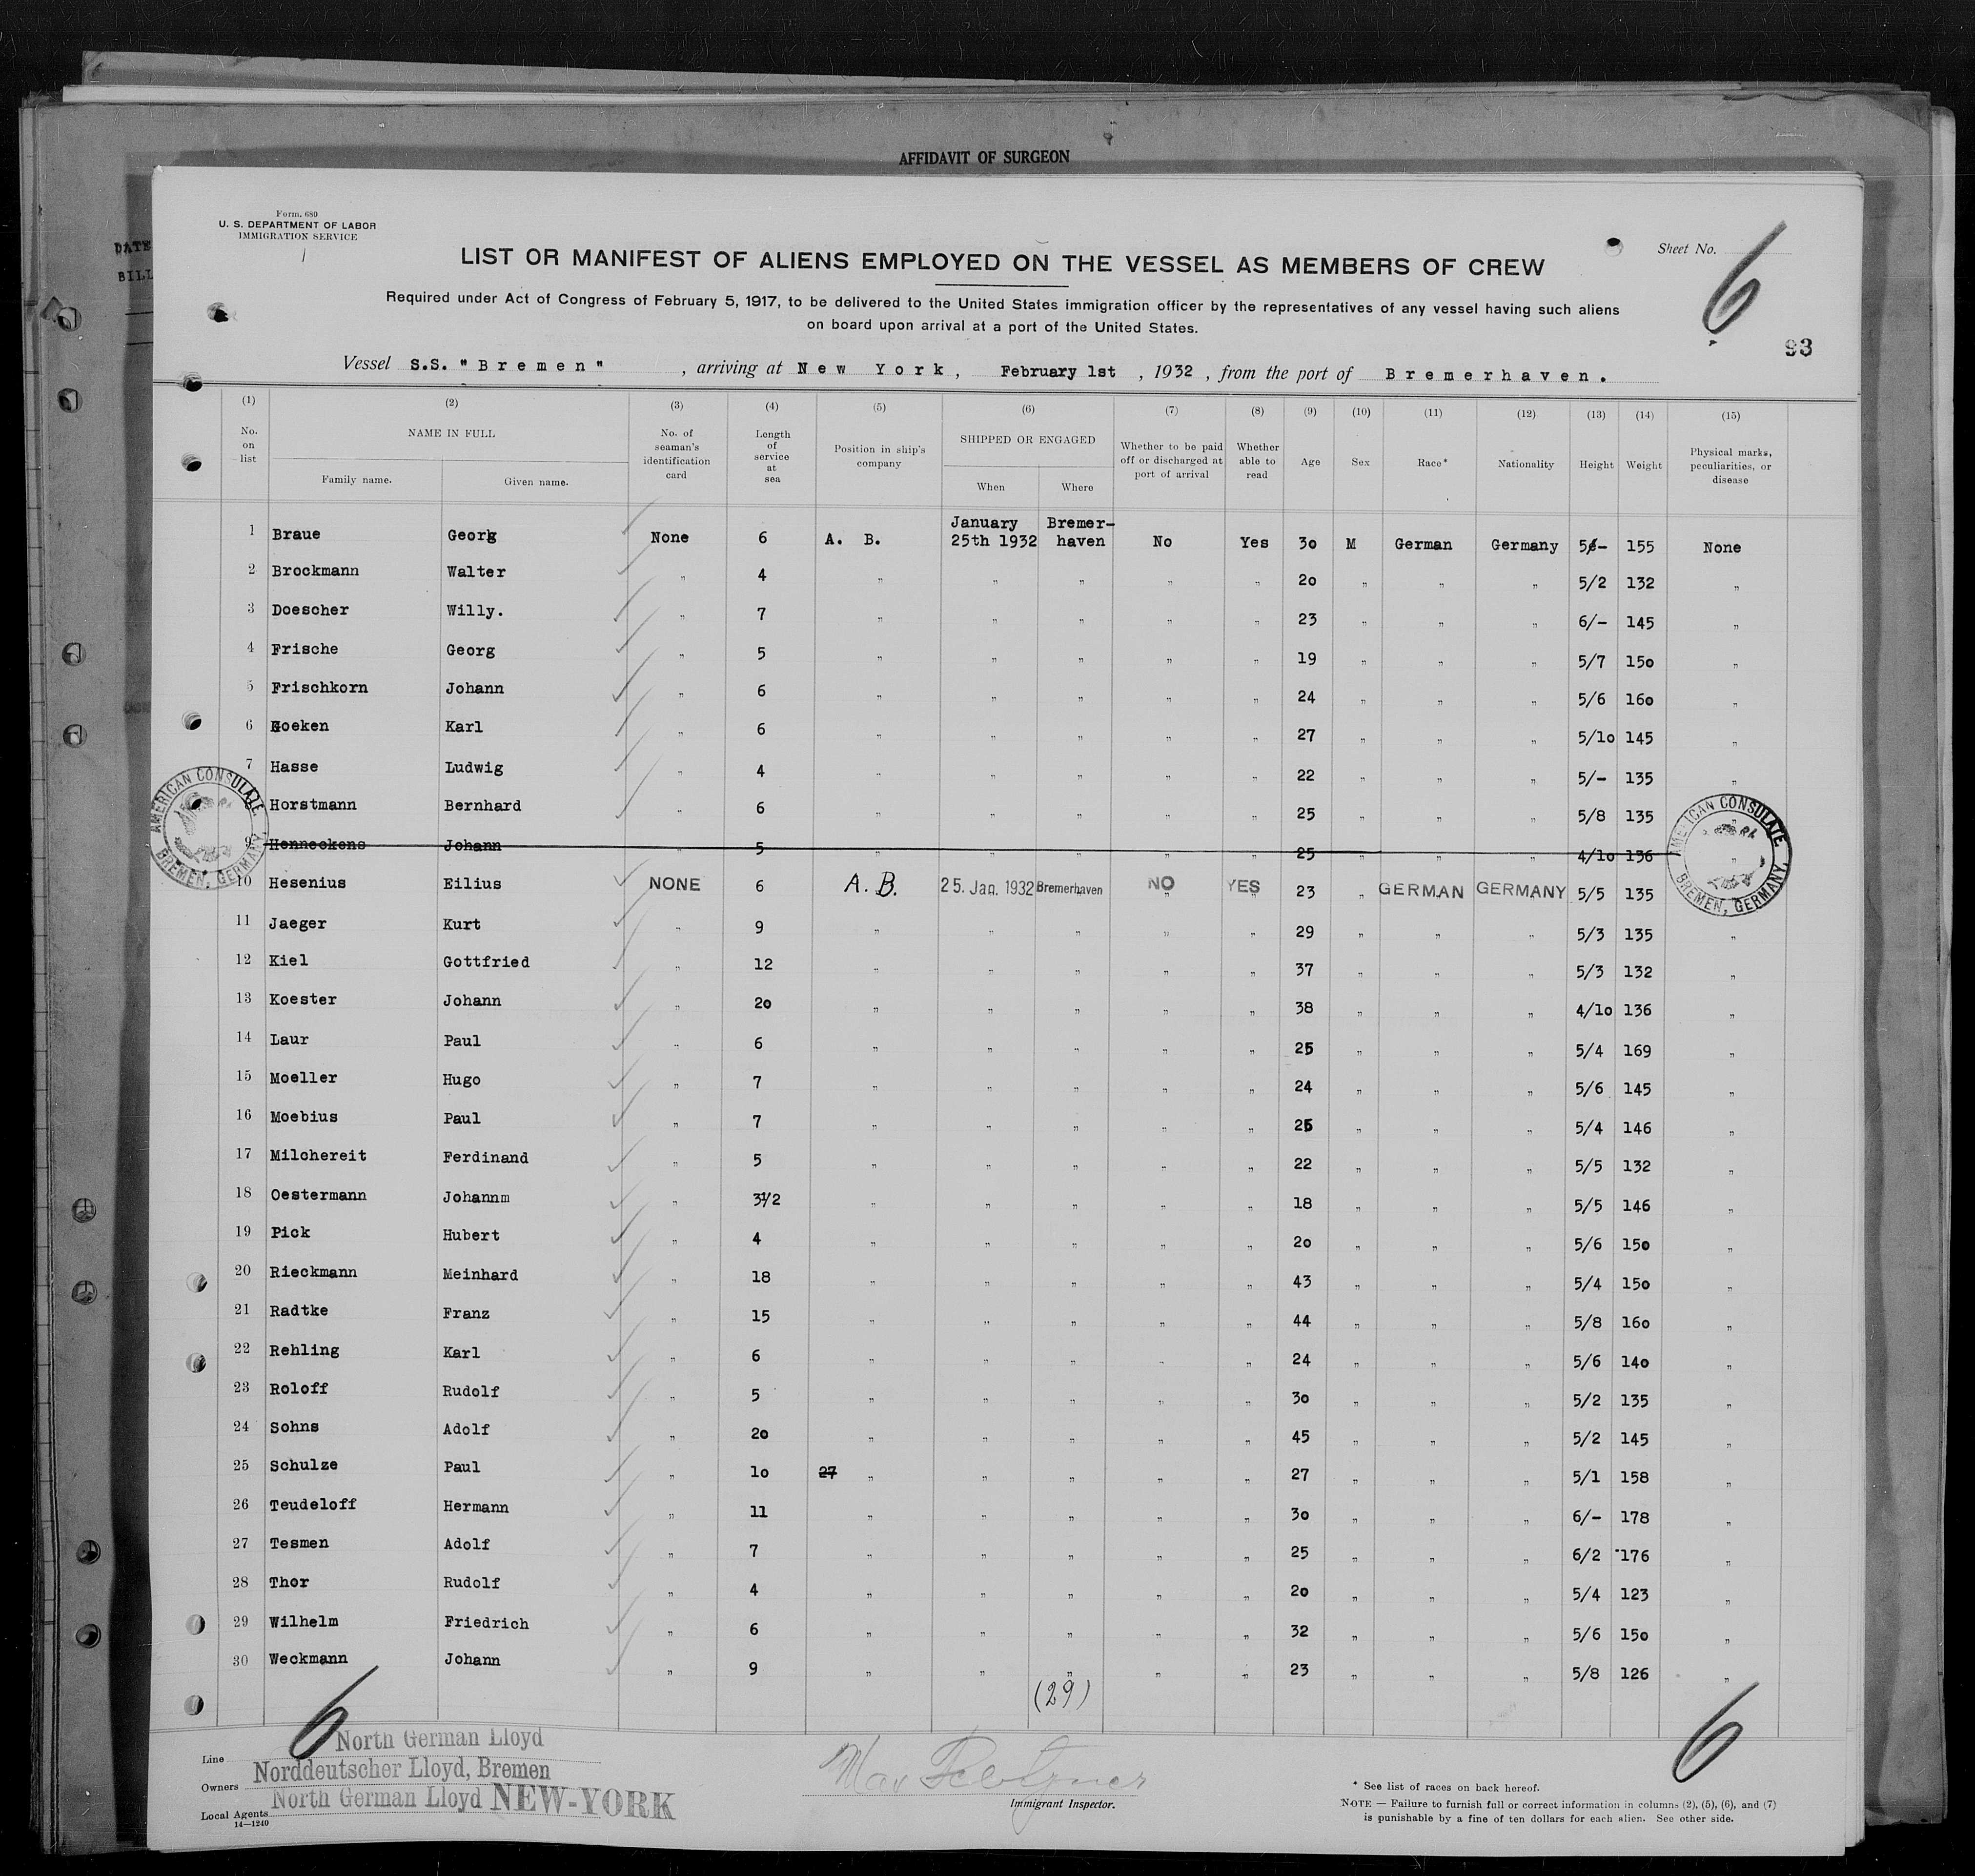 AFFIDAVIT OF SURGEON
DATE
BILL
Form. 680
U. S. DEPARTMENT OF LABOR
IMMIGRATION SERVICE
Sheet No. 6
LIST OR MANIFEST OF ALIENS EMPLOYED ON THE VESSEL AS MEMBERS OF CREW
Required under Act of Congress of February 5, 1917, to be delivered to the United States immigration officer by the representatives of any vessel having such aliens
on board upon arrival at a port of the United States.
93
Vessel S.S. "Bremen" , arriving at New York, February 1st , 1932 , from the port of Bremerhaven.
(1) (2) (3) (4) (5) (6) (7) (8) (9) (10) (11) (12) (13) (14) (15)
No. on list NAME IN FULL Family name. Given name. No. of seaman's identification card Length of service at sea Position in ship's company SHIPPED OR ENGAGED When Where Whether to be paid off or discharged at port of arrival Whether able to read Age Sex Race* Nationality Height Weight Physical marks, peculiarities, or disease
1 Braue Georg None 6 A. B. January 25th 1932 Bremer-haven No Yes 30 M German Germany 5/- 155 None
2 Brockmann Walter " 4 " " " " " 20 " " " 5/2 132 "
3 Doescher Willy. " 7 " " " " " 23 " " " 6/- 145 "
4 Frische Georg " 5 " " " " " 19 " " " 5/7 150 "
5 Frischkorn Johann " 6 " " " " " 24 " " " 5/6 160 "
6 Goeken Karl " 6 " " " " " 27 " " " 5/10 145 "
7 Hasse Ludwig " 4 " " " " " 22 " " " 5/- 135 "
8 Horstmann Bernhard " 6 " " " " " 25 " " " 5/8 135 "
9 Henneckens Johann " 5 " " " " " 25 " " " 4/10 136 "
10 Hesenius Eilius NONE 6 A. B. 25. Jan. 1932 Bremerhaven NO YES 23 " GERMAN GERMANY 5/5 135
11 Jaeger Kurt " 9 " " " " " 29 " " " 5/3 135 "
12 Kiel Gottfried " 12 " " " " " 37 " " " 5/3 132 "
13 Koester Johann " 20 " " " " " 38 " " " 4/10 136 "
14 Laur Paul " 6 " " " " " 25 " " " 5/4 169 "
15 Moeller Hugo " 7 " " " " " 24 " " " 5/6 145 "
16 Moebius Paul " 7 " " " " " 25 " " " 5/4 146 "
17 Milchereit Ferdinand " 5 " " " " " 22 " " " 5/5 132 "
18 Oestermann Johannm " 3½ " " " " " 18 " " " 5/5 146 "
19 Pick Hubert " 4 " " " " " 20 " " " 5/6 150 "
20 Rieckmann Meinhard " 18 " " " " " 43 " " " 5/4 150 "
21 Radtke Franz " 15 " " " " " 44 " " " 5/8 160 "
22 Rehling Karl " 6 " " " " " 24 " " " 5/6 140 "
23 Roloff Rudolf " 5 " " " " " 30 " " " 5/2 135 "
24 Sohns Adolf " 20 " " " " " 45 " " " 5/2 145 "
25 Schulze Paul " 10 27 " " " " " 27 " " " 5/1 158 "
26 Teudeloff Hermann " 11 " " " " " 30 " " " 6/- 178 "
27 Tesmen Adolf " 7 " " " " " 25 " " " 6/2 176 "
28 Thor Rudolf " 4 " " " " " 20 " " " 5/4 123 "
29 Wilhelm Friedrich " 6 " " " " " 32 " " " 5/6 150 "
30 Weckmann Johann " 9 " " " " " 23 " " " 5/8 126 "
(29)
AMERICAN CONSULATE
BREMEN, GERMANY
AMERICAN CONSULATE
BREMEN, GERMANY
6
6
Line North German Lloyd
Owners Norddeutscher Lloyd, Bremen
Local Agents North German Lloyd NEW-YORK
14—1240
Max
Immigrant Inspector.
* See list of races on back hereof.
NOTE — Failure to furnish full or correct information in columns (2), (5), (6), and (7)
is punishable by a fine of ten dollars for each alien. See other side.